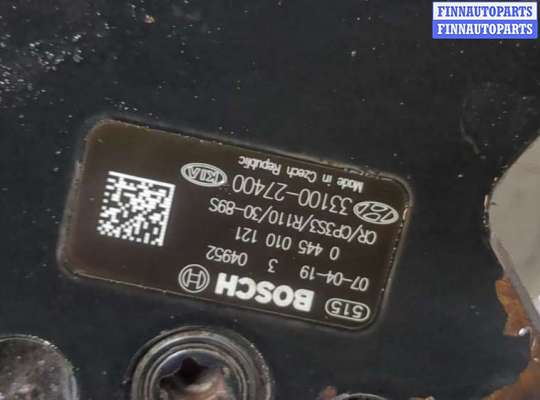 FINNAUTOPARTS
FINNAUTOPARTS
515 BOSCH
07-04-19 3 04952
0 445 010 121
CR/CP3S3/R110/30-89S
33100-27400 KIA
Made in Czech Republic